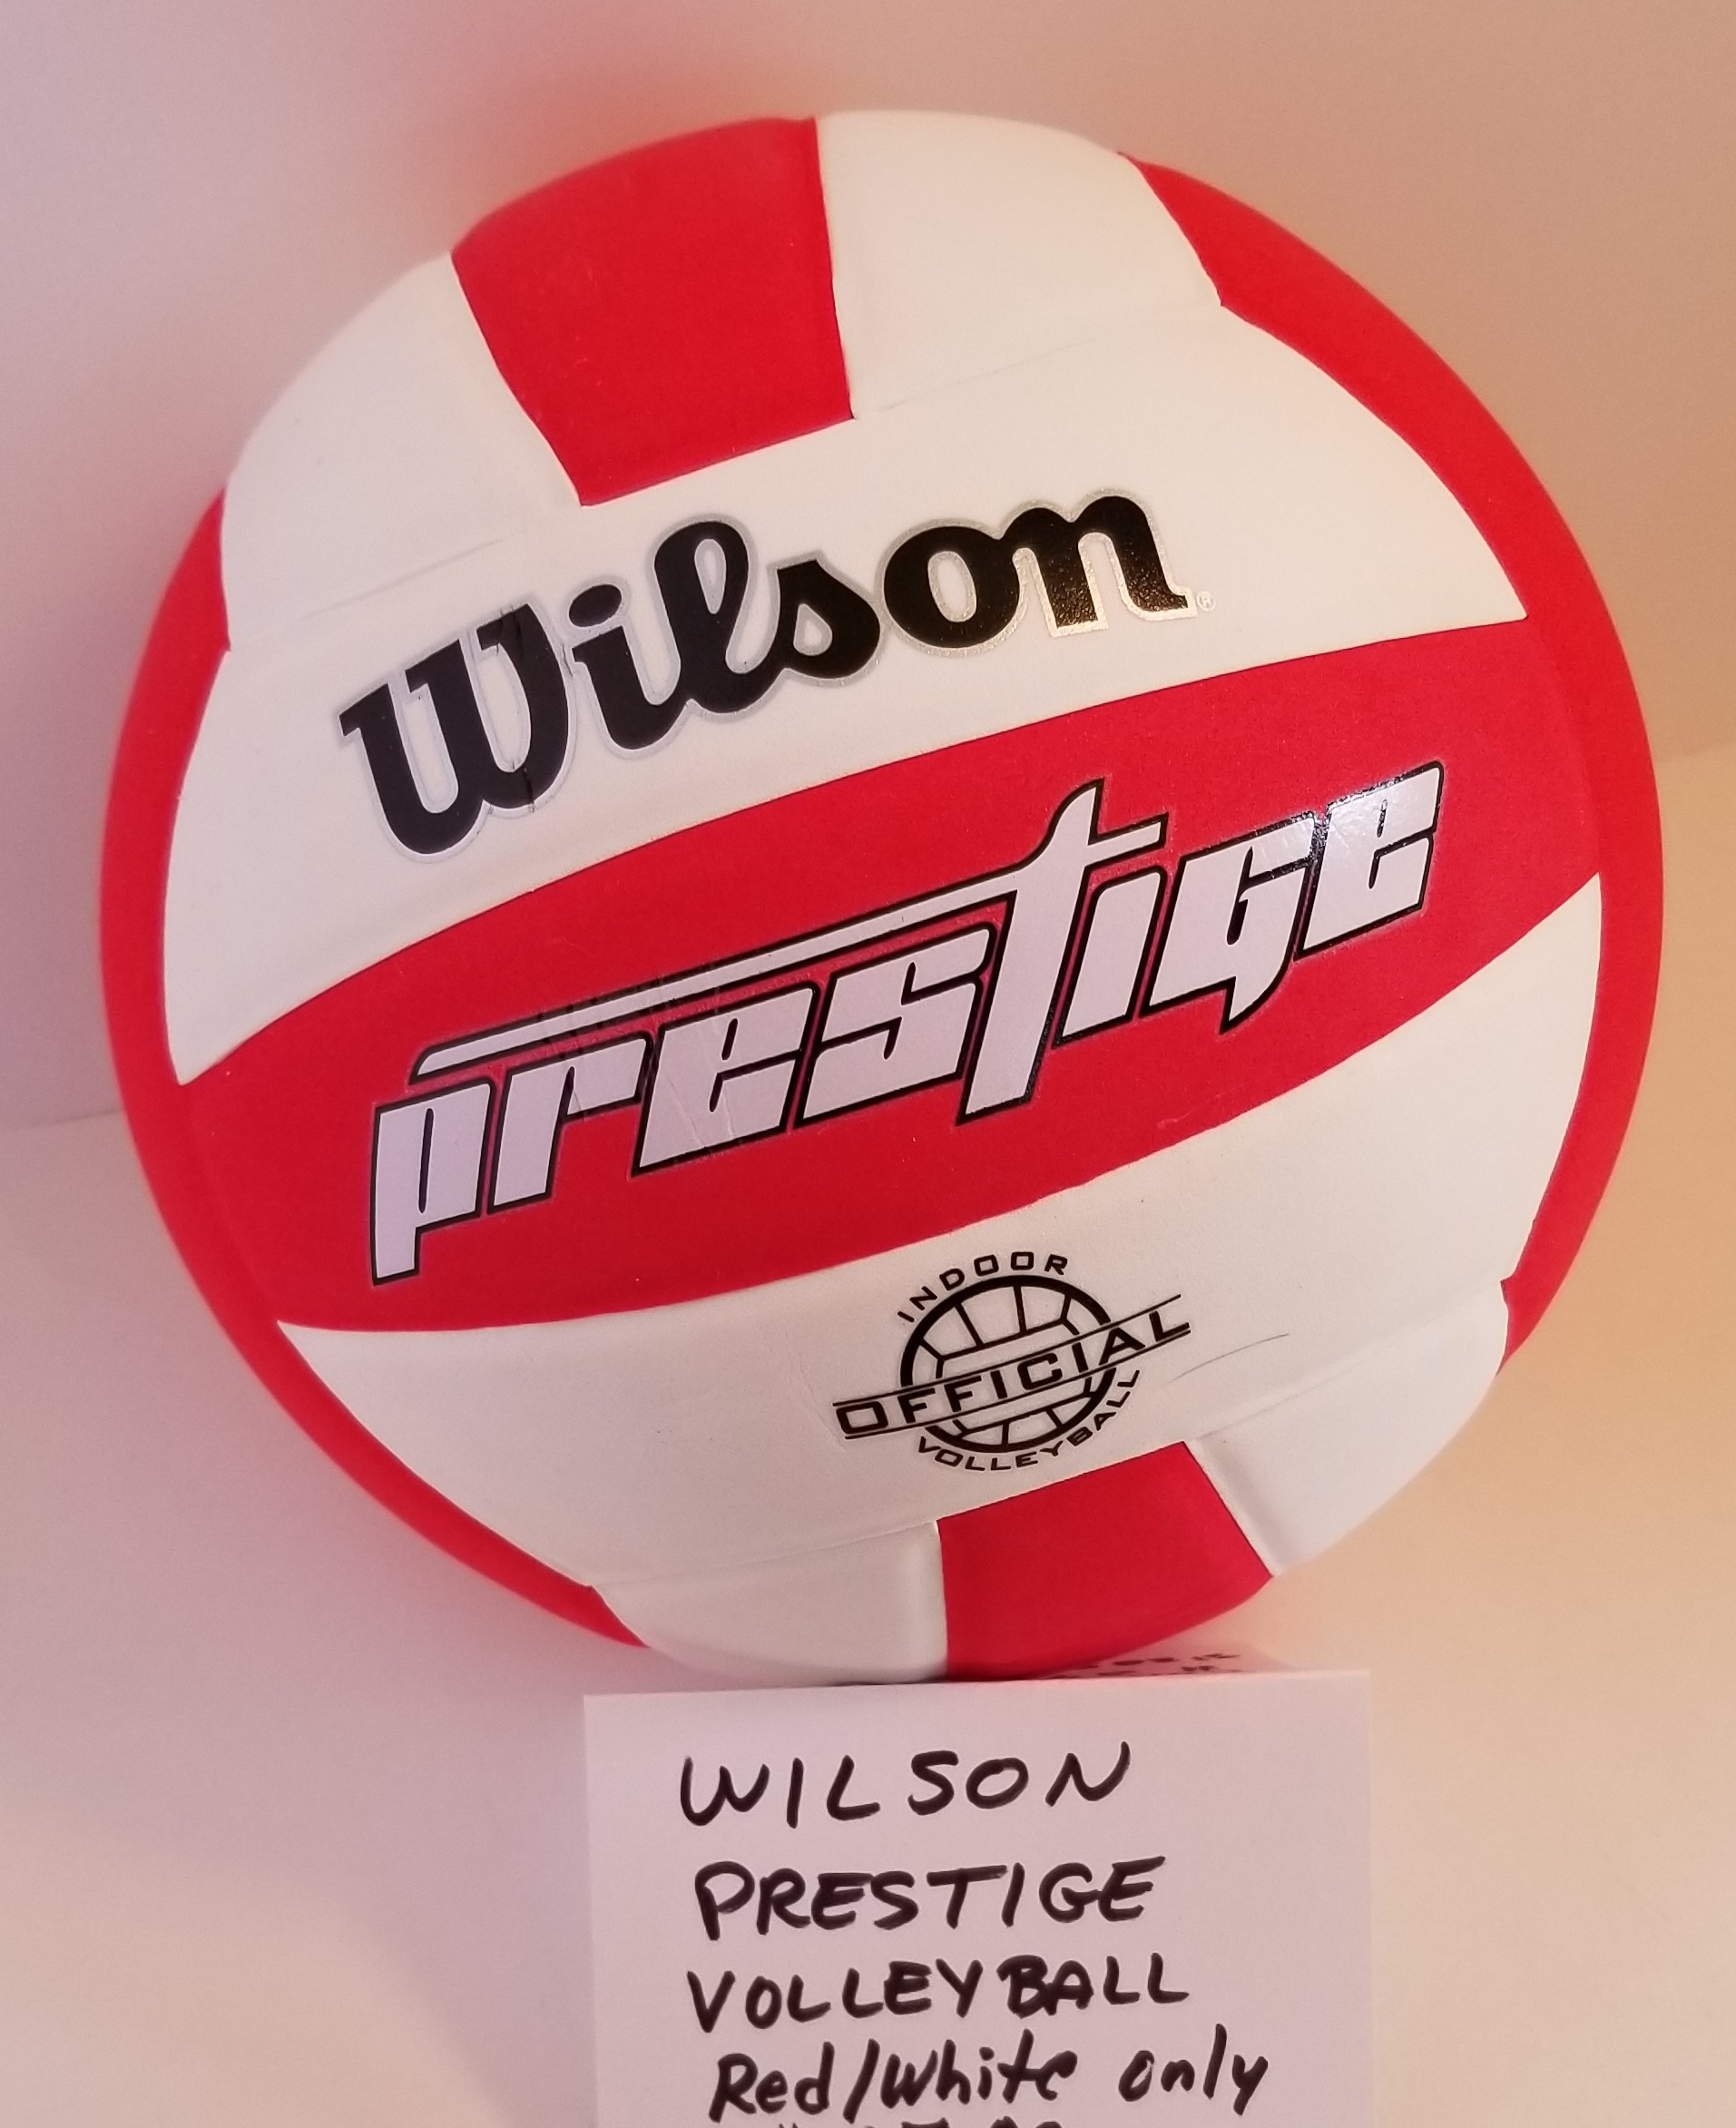 Wilson®
prestige
INDOOR
OFFICIAL
VOLLEYBALL
WILSON
PRESTIGE
VOLLEYBALL
Red/White only